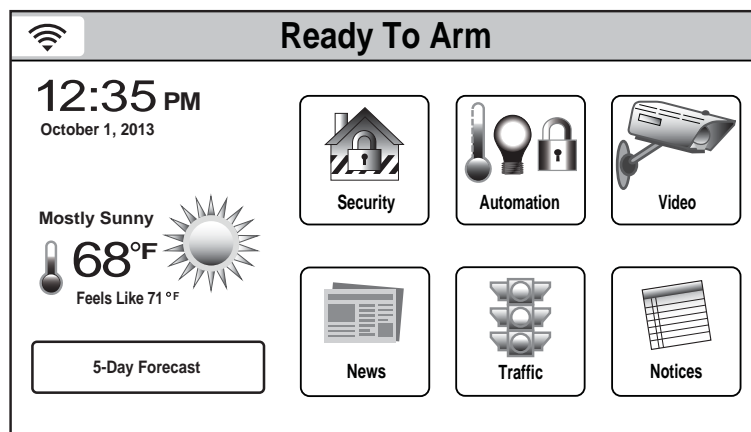 Ready To Arm
12:35 PM
October 1, 2013
Mostly Sunny
68°F
Feels Like 71 °F
5-Day Forecast
Security
Automation
Video
News
Traffic
Notices